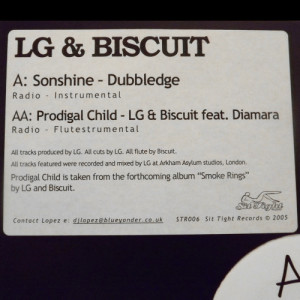 LG & BISCUIT
A: Sonshine - Dubbledge
Radio - Instrumental
AA: Prodigal Child - LG & Biscuit feat. Diamara
Radio - Flutestrumental
All tracks produced by LG. All cuts by LG. All flute by Biscuit.
All tracks featured were recorded and mixed by LG at Arkham Asylum studios, London.
Prodigal Child is taken from the forthcoming album "Smoke Rings"
by LG and Biscuit.
Sit Tight
Contact Lopez e: djlopez@blueyonder.co.uk
STR006 Sit Tight Records © 2005
A